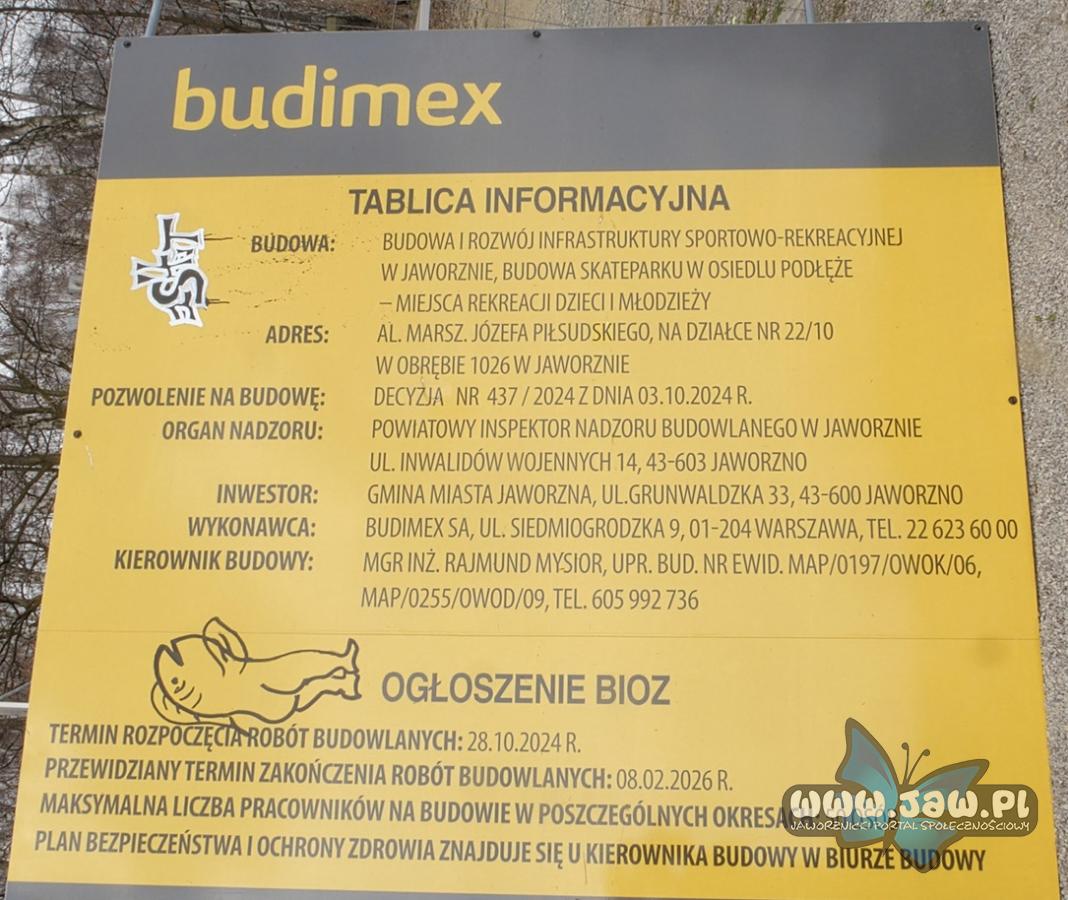 budimex
TABLICA INFORMACYJNA
BUDOWA: BUDOWA I ROZWÓJ INFRASTRUKTURY SPORTOWO-REKREACYJNEJ
W JAWORZNIE, BUDOWA SKATEPARKU W OSIEDLU PODŁĘŻE
– MIEJSCA REKREACJI DZIECI I MŁODZIEŻY
ADRES: AL. MARSZ. JÓZEFA PIŁSUDSKIEGO, NA DZIAŁCE NR 22/10
W OBRĘBIE 1026 W JAWORZNIE
POZWOLENIE NA BUDOWĘ: DECYZJA NR 437 / 2024 Z DNIA 03.10.2024 R.
ORGAN NADZORU: POWIATOWY INSPEKTOR NADZORU BUDOWLANEGO W JAWORZNIE
UL. INWALIDÓW WOJENNYCH 14, 43-603 JAWORZNO
INWESTOR: GMINA MIASTA JAWORZNA, UL.GRUNWALDZKA 33, 43-600 JAWORZNO
WYKONAWCA: BUDIMEX SA, UL. SIEDMIOGRODZKA 9, 01-204 WARSZAWA, TEL. 22 623 60 00
KIEROWNIK BUDOWY: MGR INŻ. RAJMUND MYSIOR, UPR. BUD. NR EWID. MAP/0197/OWOK/06,
MAP/0255/OWOD/09, TEL. 605 992 736
OGŁOSZENIE BIOZ
TERMIN ROZPOCZĘCIA ROBÓT BUDOWLANYCH: 28.10.2024 R.
PRZEWIDZIANY TERMIN ZAKOŃCZENIA ROBÓT BUDOWLANYCH: 08.02.2026 R.
MAKSYMALNA LICZBA PRACOWNIKÓW NA BUDOWIE W POSZCZEGÓLNYCH
PLAN BEZPIECZEŃSTWA I OCHRONY ZDROWIA ZNAJDUJE SIĘ U KIEROWNIKA BUDOWY W BIURZE BUDOWY
www.jaw.pl
JAWORZNICKI PORTAL SPOŁECZNOŚCIOWY